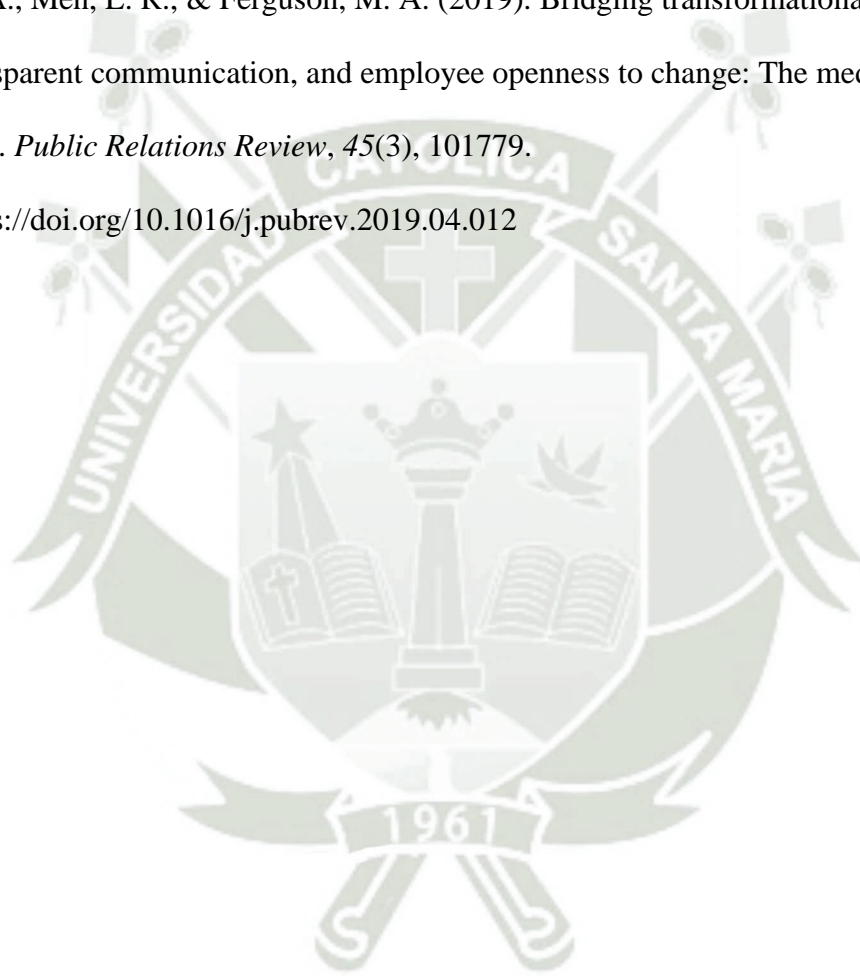 A., Men, L. R., & Ferguson, M. A. (2019). Bridging transformational
sparent communication, and employee openness to change: The med
. Public Relations Review, 45(3), 101779.
s://doi.org/10.1016/j.pubrev.2019.04.012
UNIVERSIDAD CATOLICA SANTA MARIA
1961